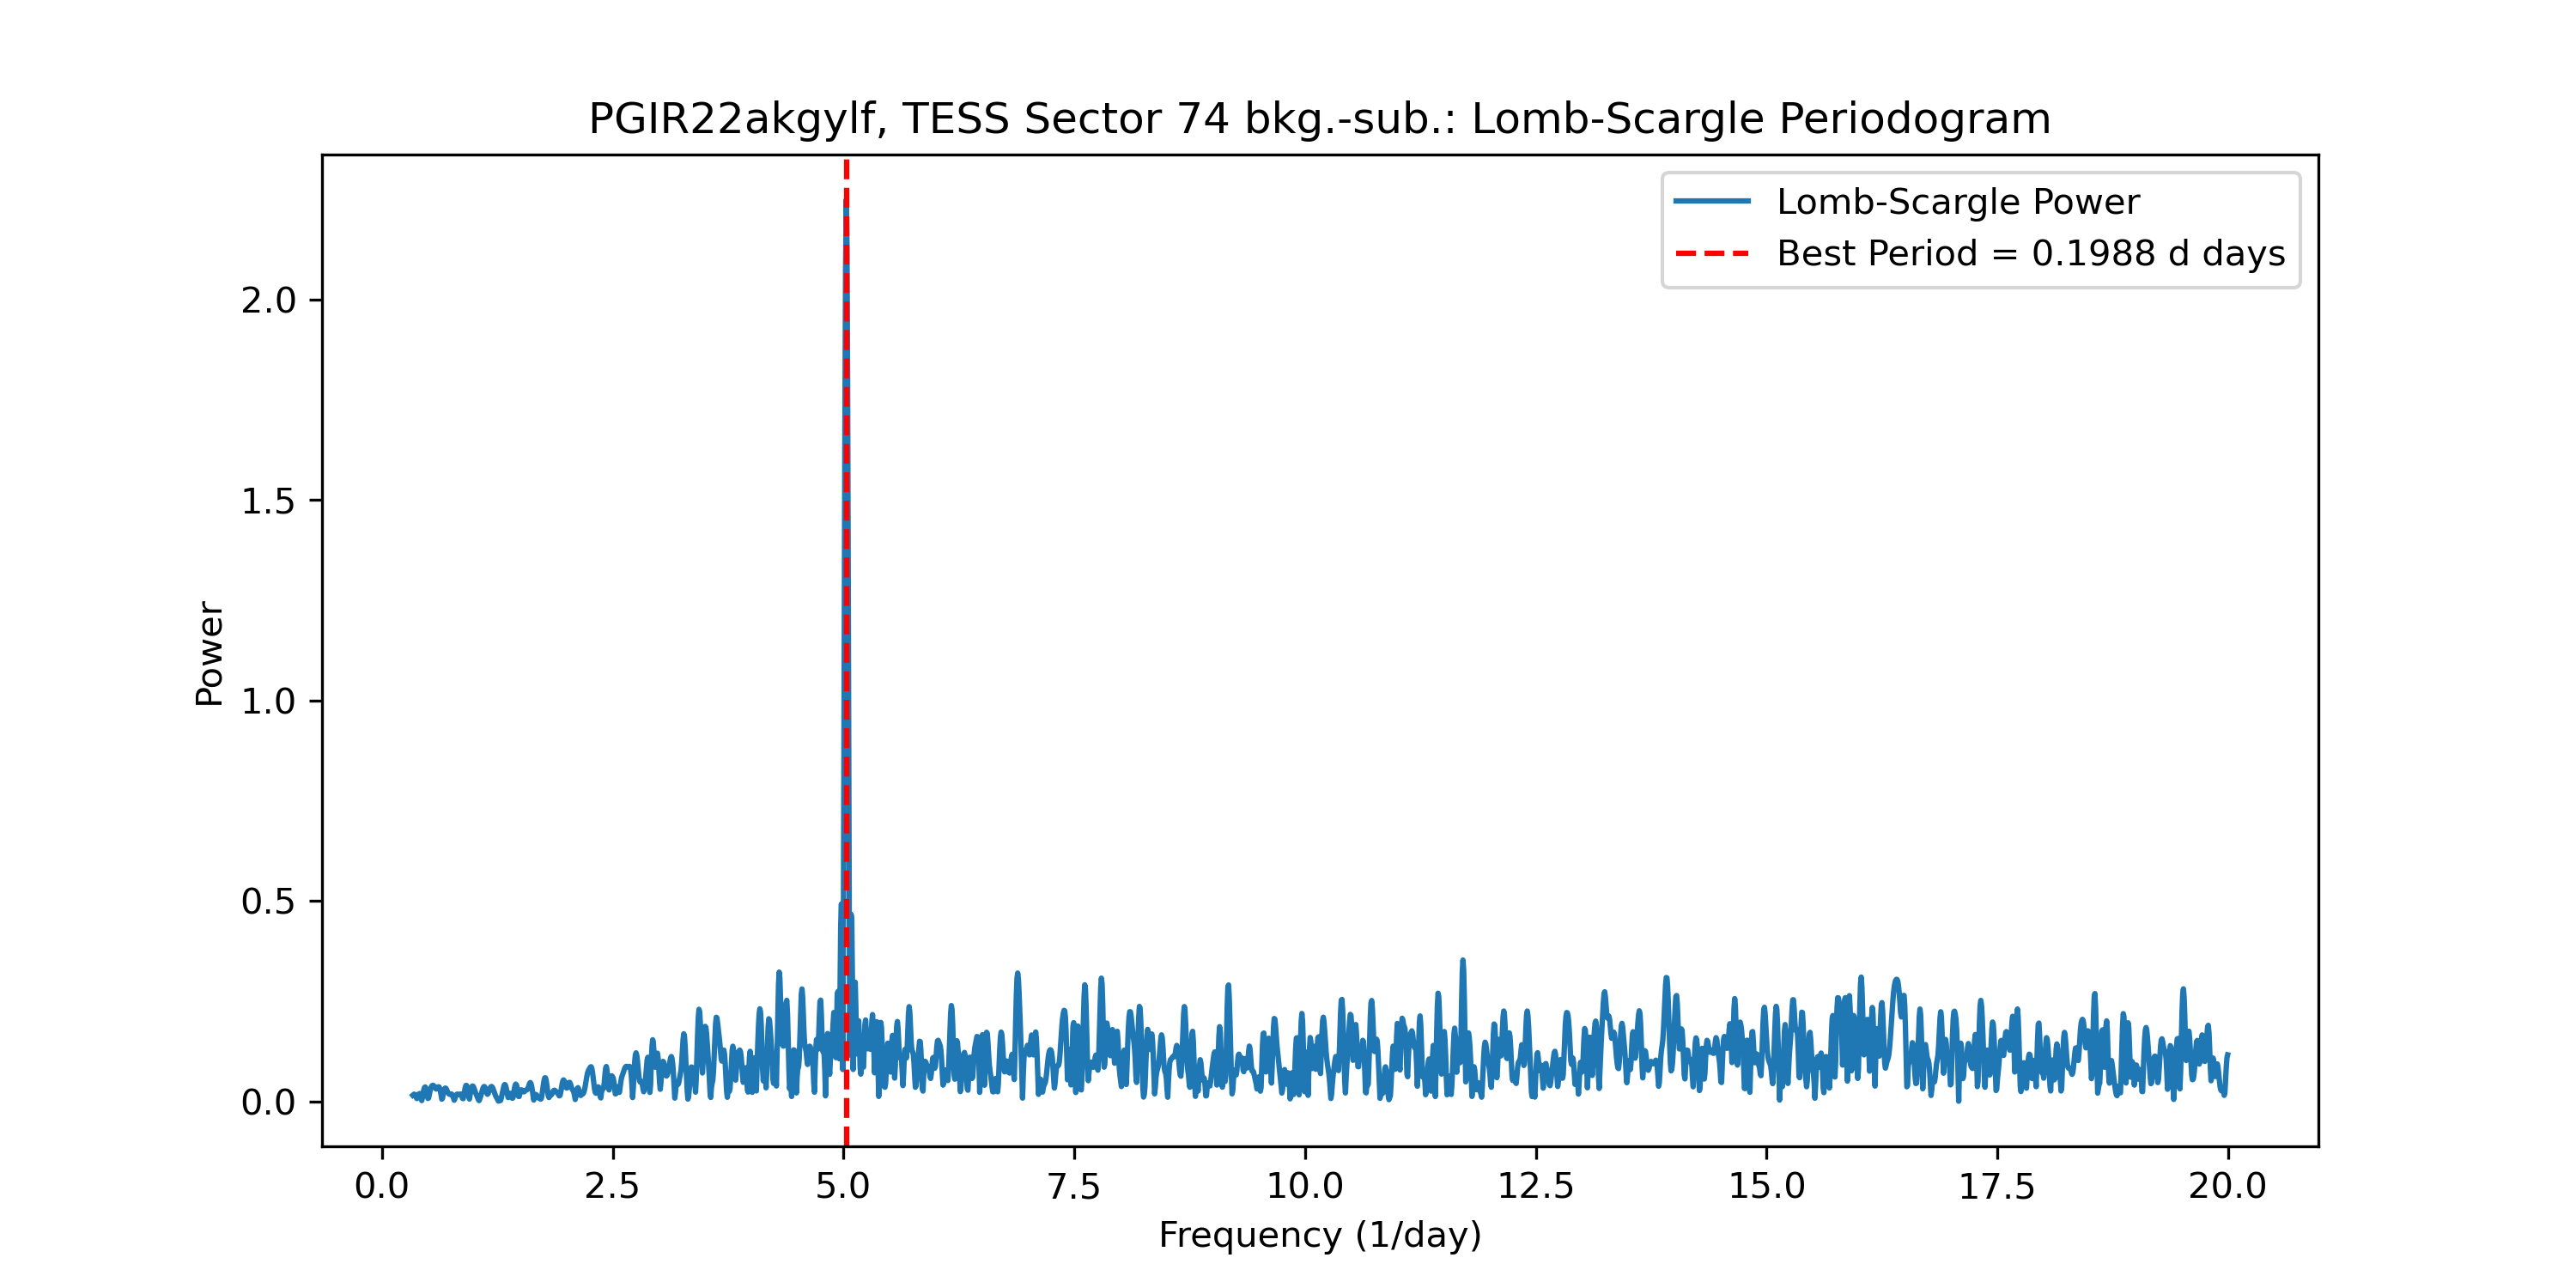 PGIR22akgylf, TESS Sector 74 bkg.-sub.: Lomb-Scargle Periodogram
Lomb-Scargle Power
Best Period = 0.1988 d days
Power
2.0
1.5
1.0
0.5
0.0
0.0 2.5 5.0 7.5 10.0 12.5 15.0 17.5 20.0
Frequency (1/day)